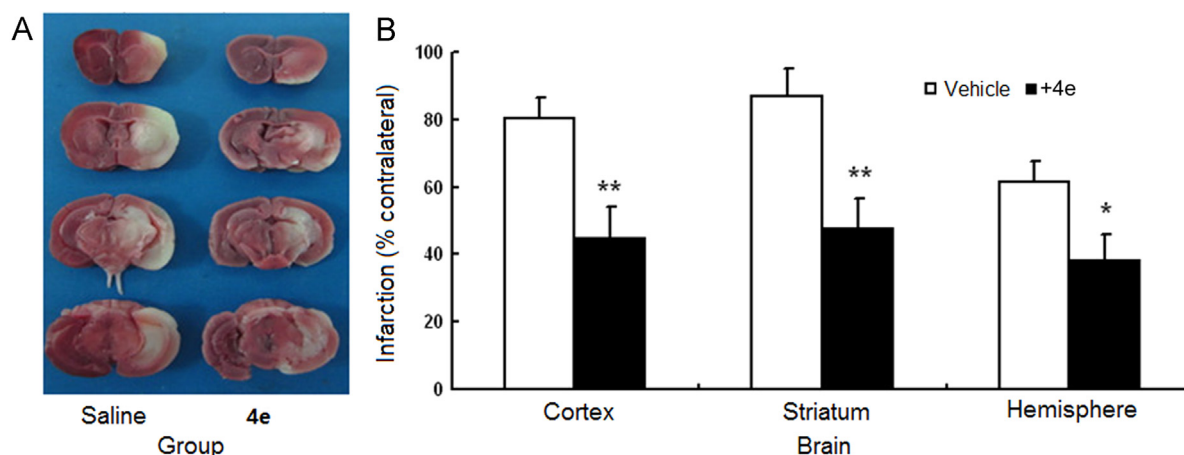 A
Saline 4e
Group
B
100
80
60
40
20
0
Infarction (% contralateral)
Vehicle +4e
** ** *
Cortex Striatum Hemisphere
Brain